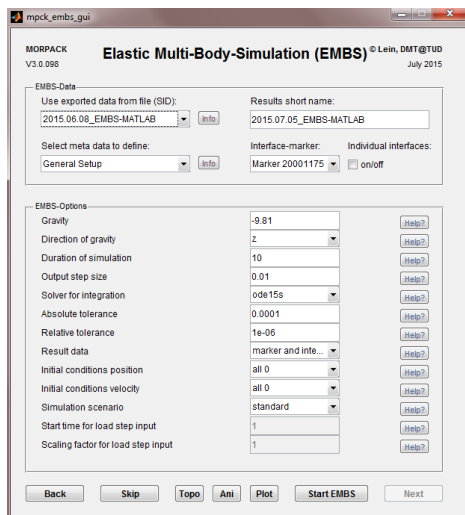 mpck_embs_gui
MORPACK
V3.0.098
Elastic Multi-Body-Simulation (EMBS)
© Lein, DMT@TUD
July 2015
EMBS-Data
Use exported data from file (SID):
2015.06.08_EMBS-MATLAB
Info
Results short name:
2015.07.05_EMBS-MATLAB
Select meta data to define:
General Setup
Info
Interface-marker:
Marker 20001175
Individual interfaces:
on/off
EMBS-Options
Gravity -9.81 Help?
Direction of gravity z Help?
Duration of simulation 10 Help?
Output step size 0.01 Help?
Solver for integration ode15s Help?
Absolute tolerance 0.0001 Help?
Relative tolerance 1e-06 Help?
Result data marker and inte... Help?
Initial conditions position all 0 Help?
Initial conditions velocity all 0 Help?
Simulation scenario standard Help?
Start time for load step input 1 Help?
Scaling factor for load step input 1 Help?
Back Skip Topo Ani Plot Start EMBS Next